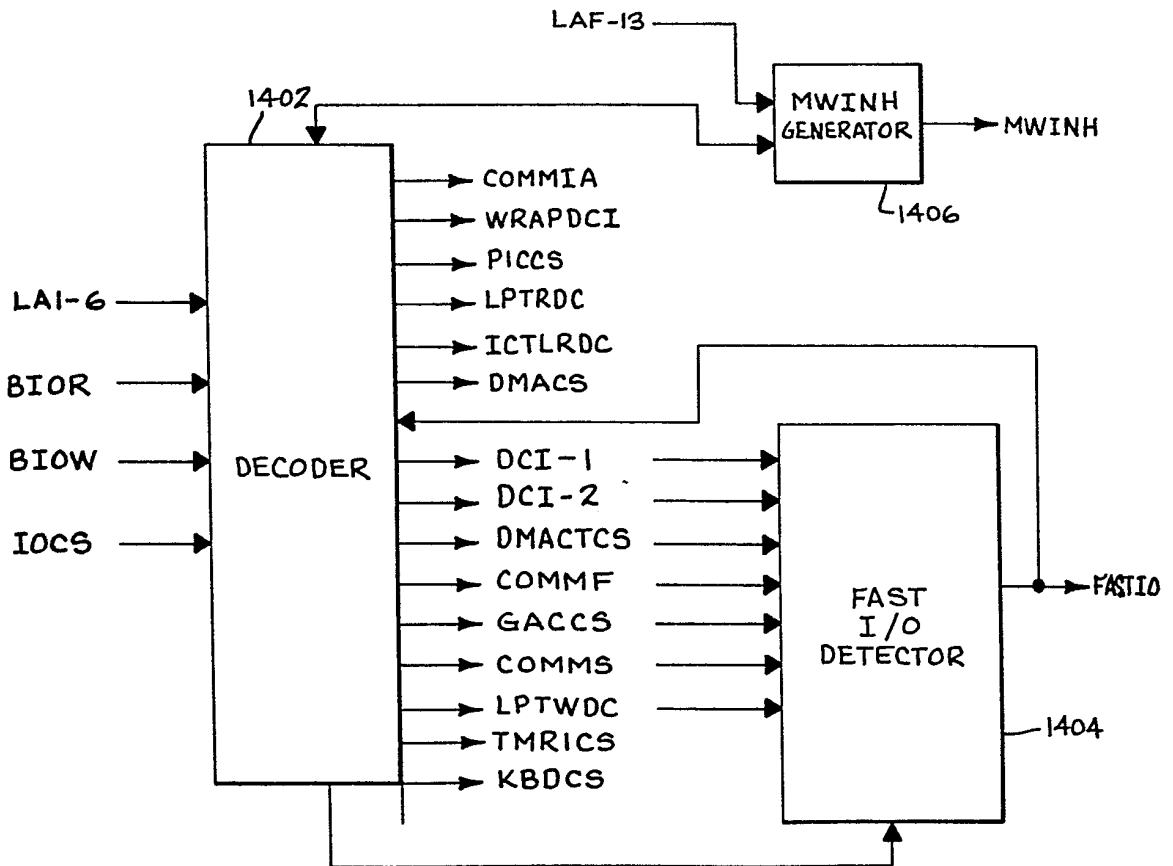 LAF-13
1402
MWINH
GENERATOR
MWINH
1406
COMMIA
WRAPDCI
PICCS
LPTRDC
ICTLRDC
DMACS
LA1-6
BIOR
BIOW
IOCS
DECODER
DCI-1
DCI-2
DMACTCS
COMMF
GACCS
COMMS
LPTWDC
TMRICS
KBDCS
FAST
I/O
DETECTOR
FASTIO
1404